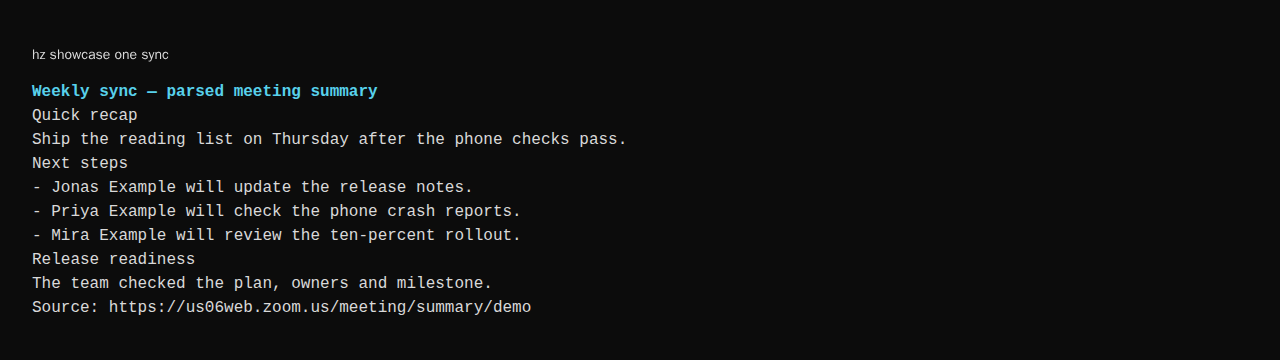 hz showcase one sync
Weekly sync — parsed meeting summary
Quick recap
Ship the reading list on Thursday after the phone checks pass.
Next steps
- Jonas Example will update the release notes.
- Priya Example will check the phone crash reports.
- Mira Example will review the ten-percent rollout.
Release readiness
The team checked the plan, owners and milestone.
Source: https://us06web.zoom.us/meeting/summary/demo